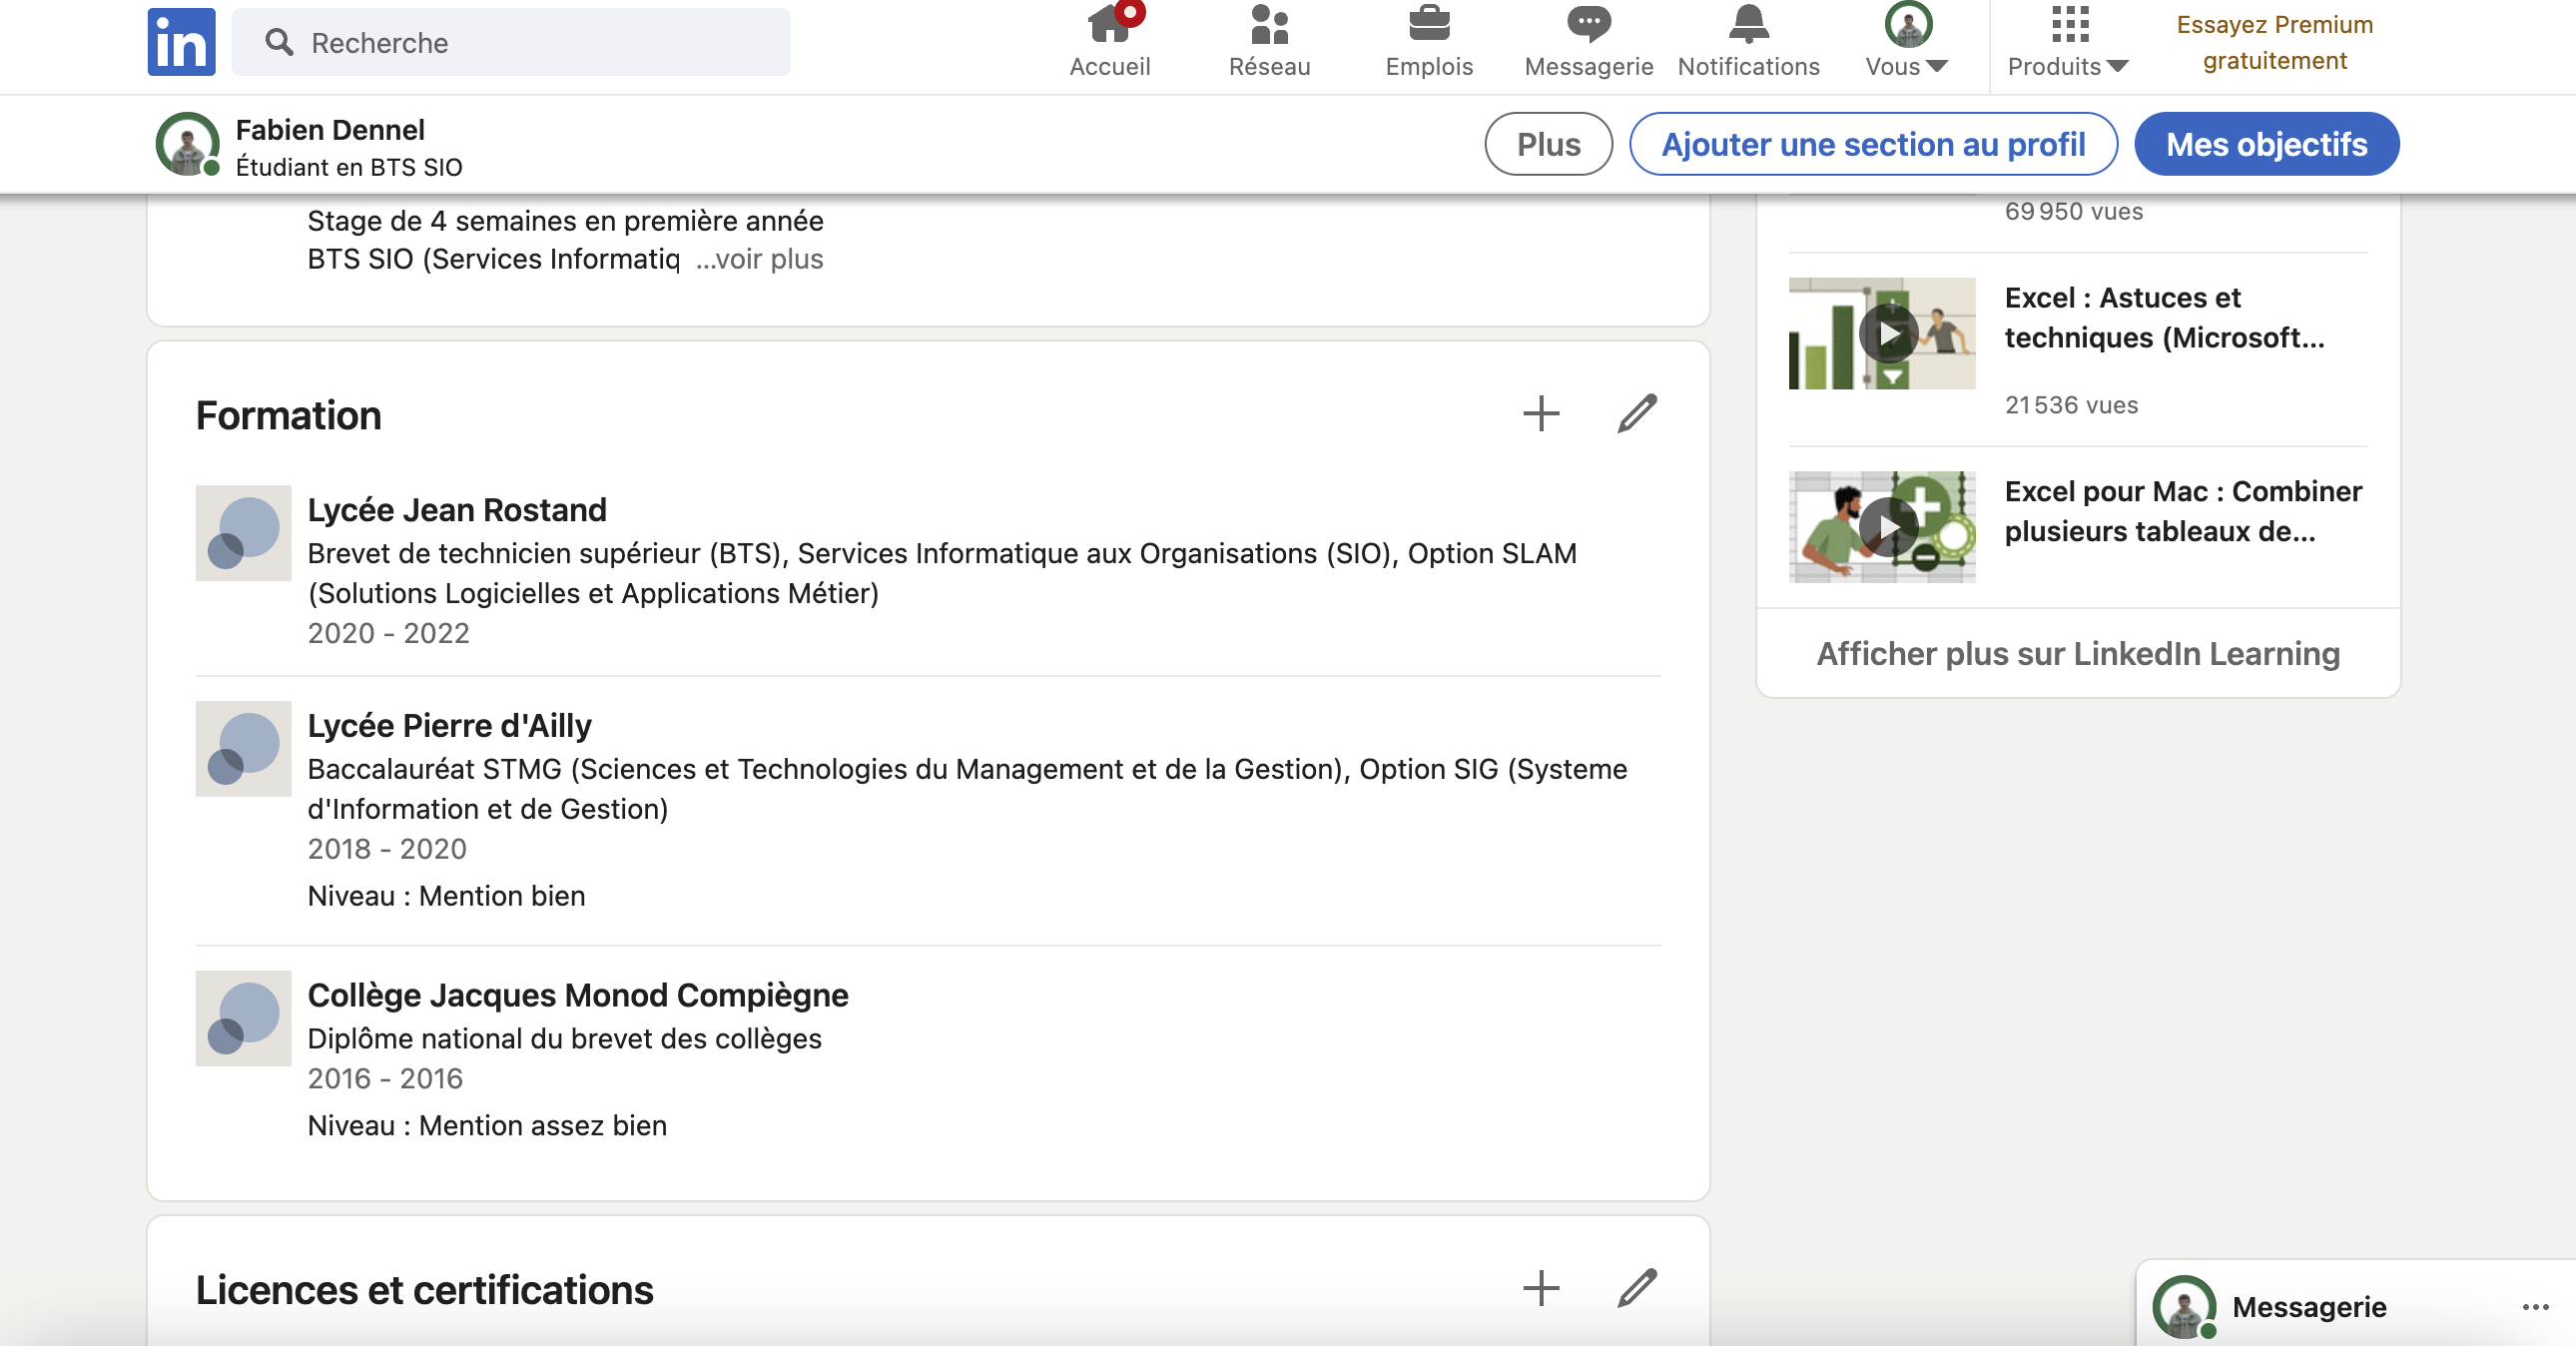 in
Recherche
Accueil
Réseau
Emplois
Messagerie
Notifications
Vous
Produits
Essayez Premium
gratuitement
Fabien Dennel
Étudiant en BTS SIO
Plus
Ajouter une section au profil
Mes objectifs
Stage de 4 semaines en première année
BTS SIO (Services Informatiq ...voir plus
Formation
Lycée Jean Rostand
Brevet de technicien supérieur (BTS), Services Informatique aux Organisations (SIO), Option SLAM
(Solutions Logicielles et Applications Métier)
2020 - 2022
Lycée Pierre d'Ailly
Baccalauréat STMG (Sciences et Technologies du Management et de la Gestion), Option SIG (Systeme
d'Information et de Gestion)
2018 - 2020
Niveau : Mention bien
Collège Jacques Monod Compiègne
Diplôme national du brevet des collèges
2016 - 2016
Niveau : Mention assez bien
Licences et certifications
69 950 vues
Excel : Astuces et
techniques (Microsoft...
21 536 vues
Excel pour Mac : Combiner
plusieurs tableaux de...
Afficher plus sur LinkedIn Learning
Messagerie